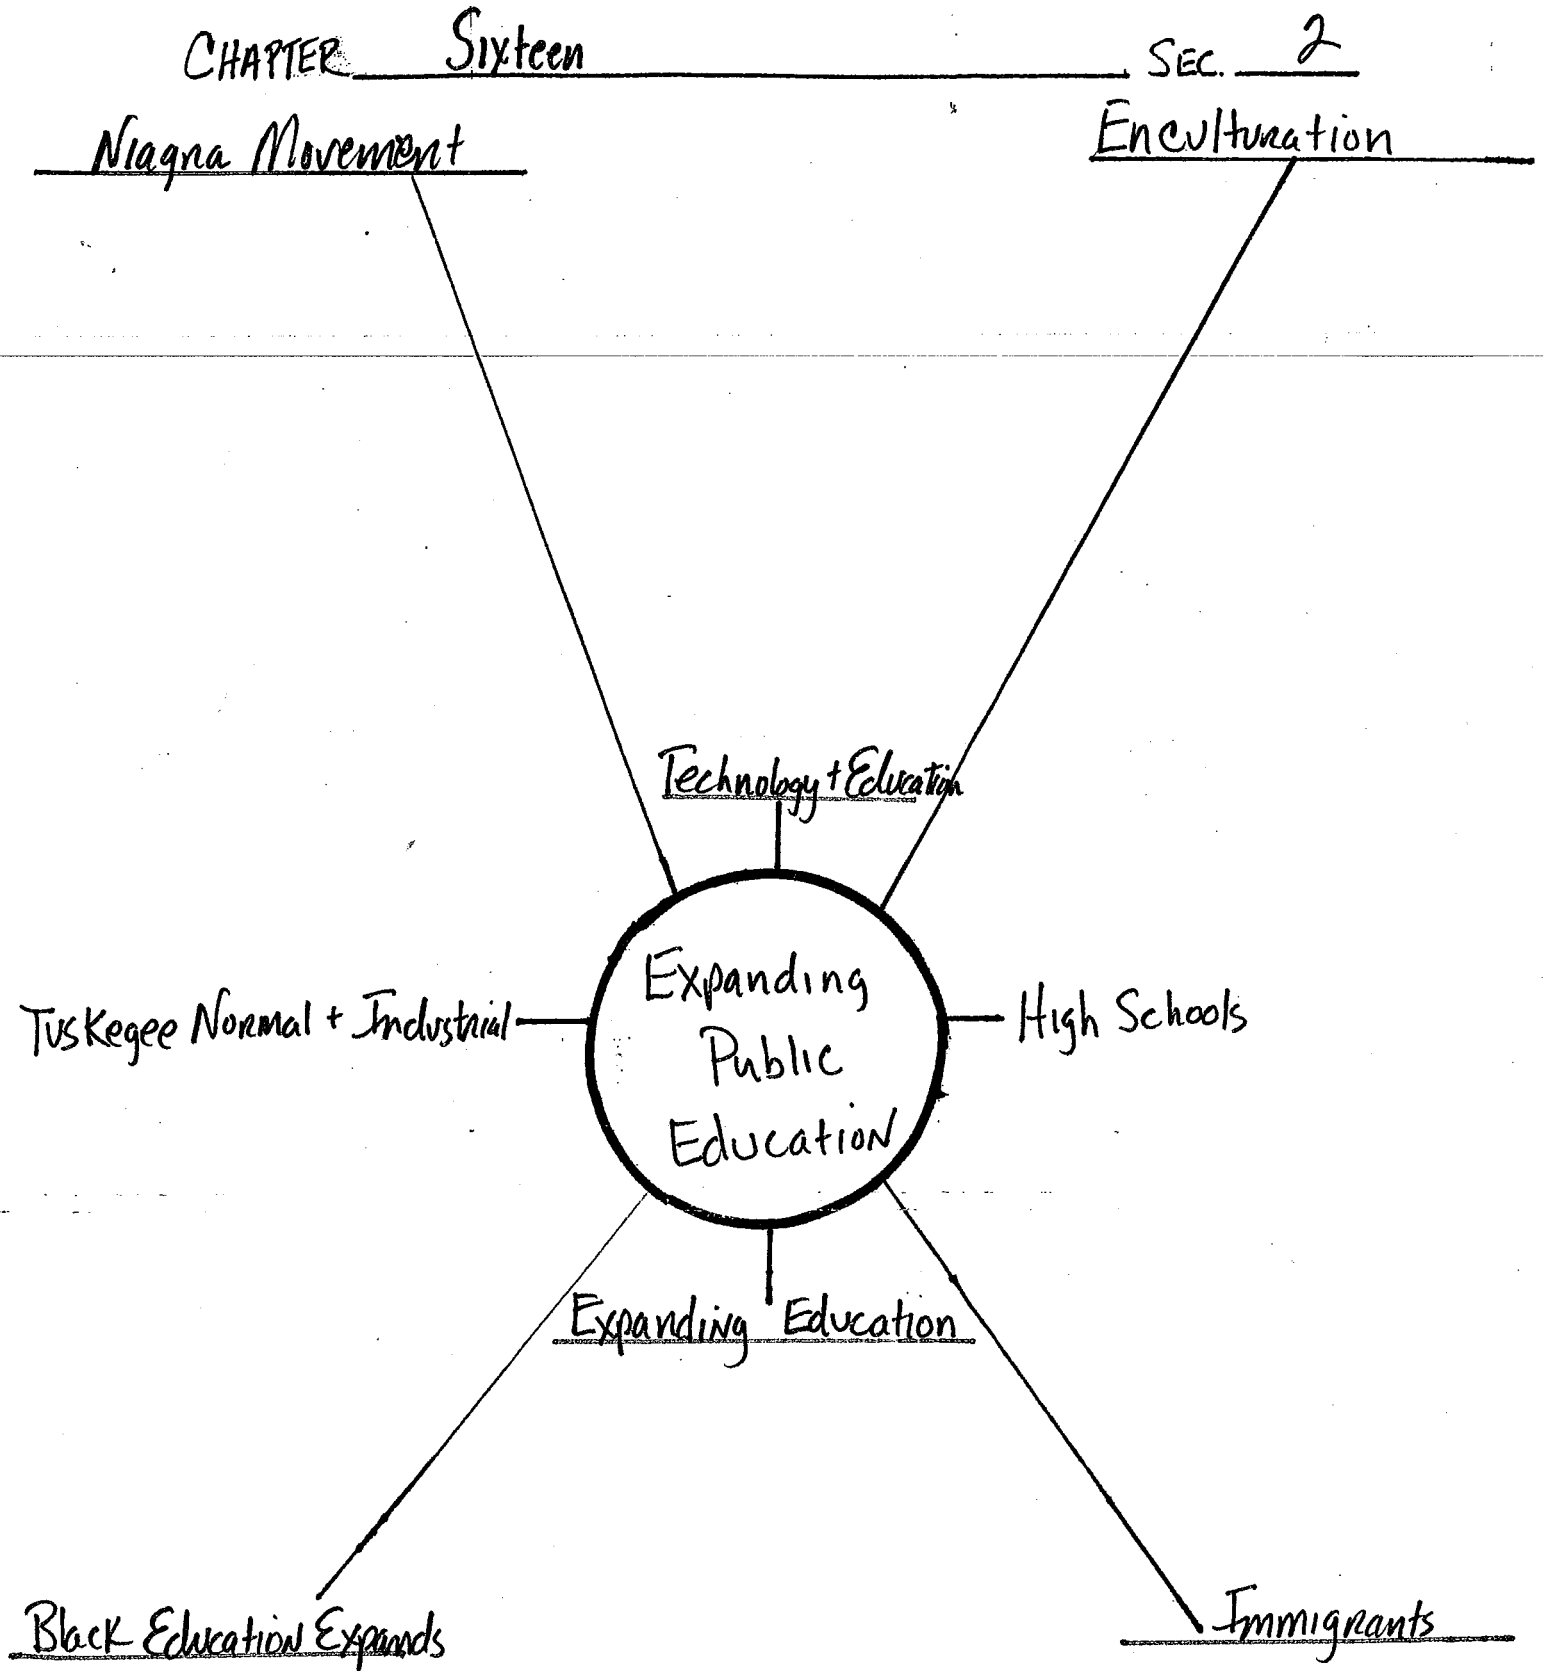 CHAPTER Sixteen SEC. 2
Niagra Movement
Enculturation
Technology + Education
Expanding
Public
Education
Tuskegee Normal + Industrial
High Schools
Expanding Education
Black Education Expands
Immigrants